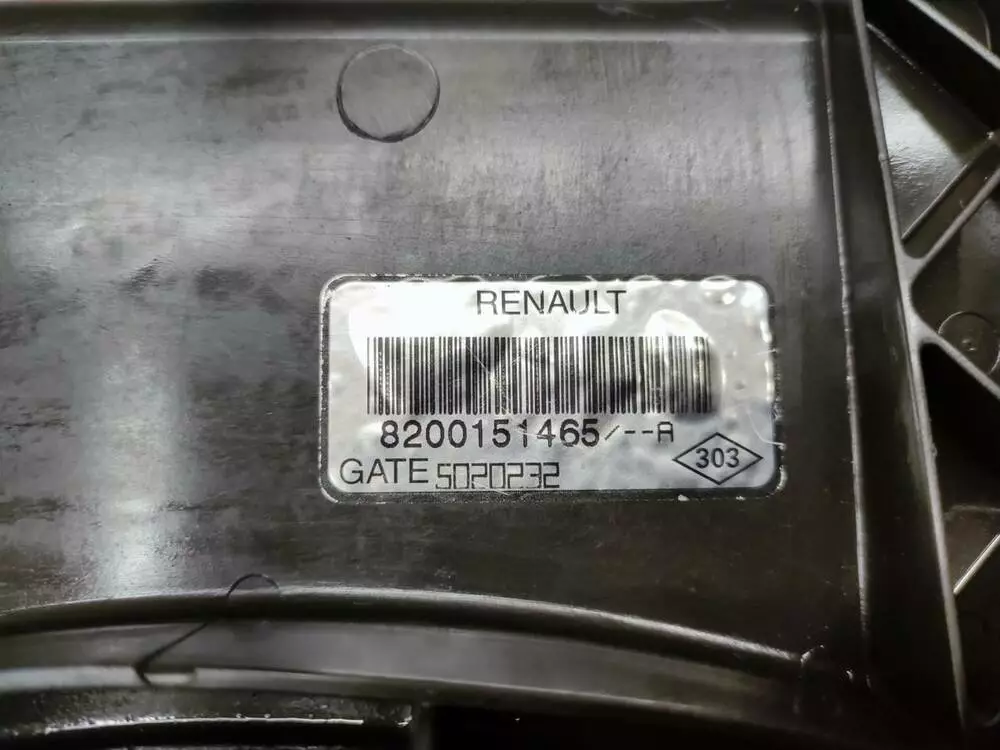 RENAULT
8200151465/--A
GATE 5020232
303